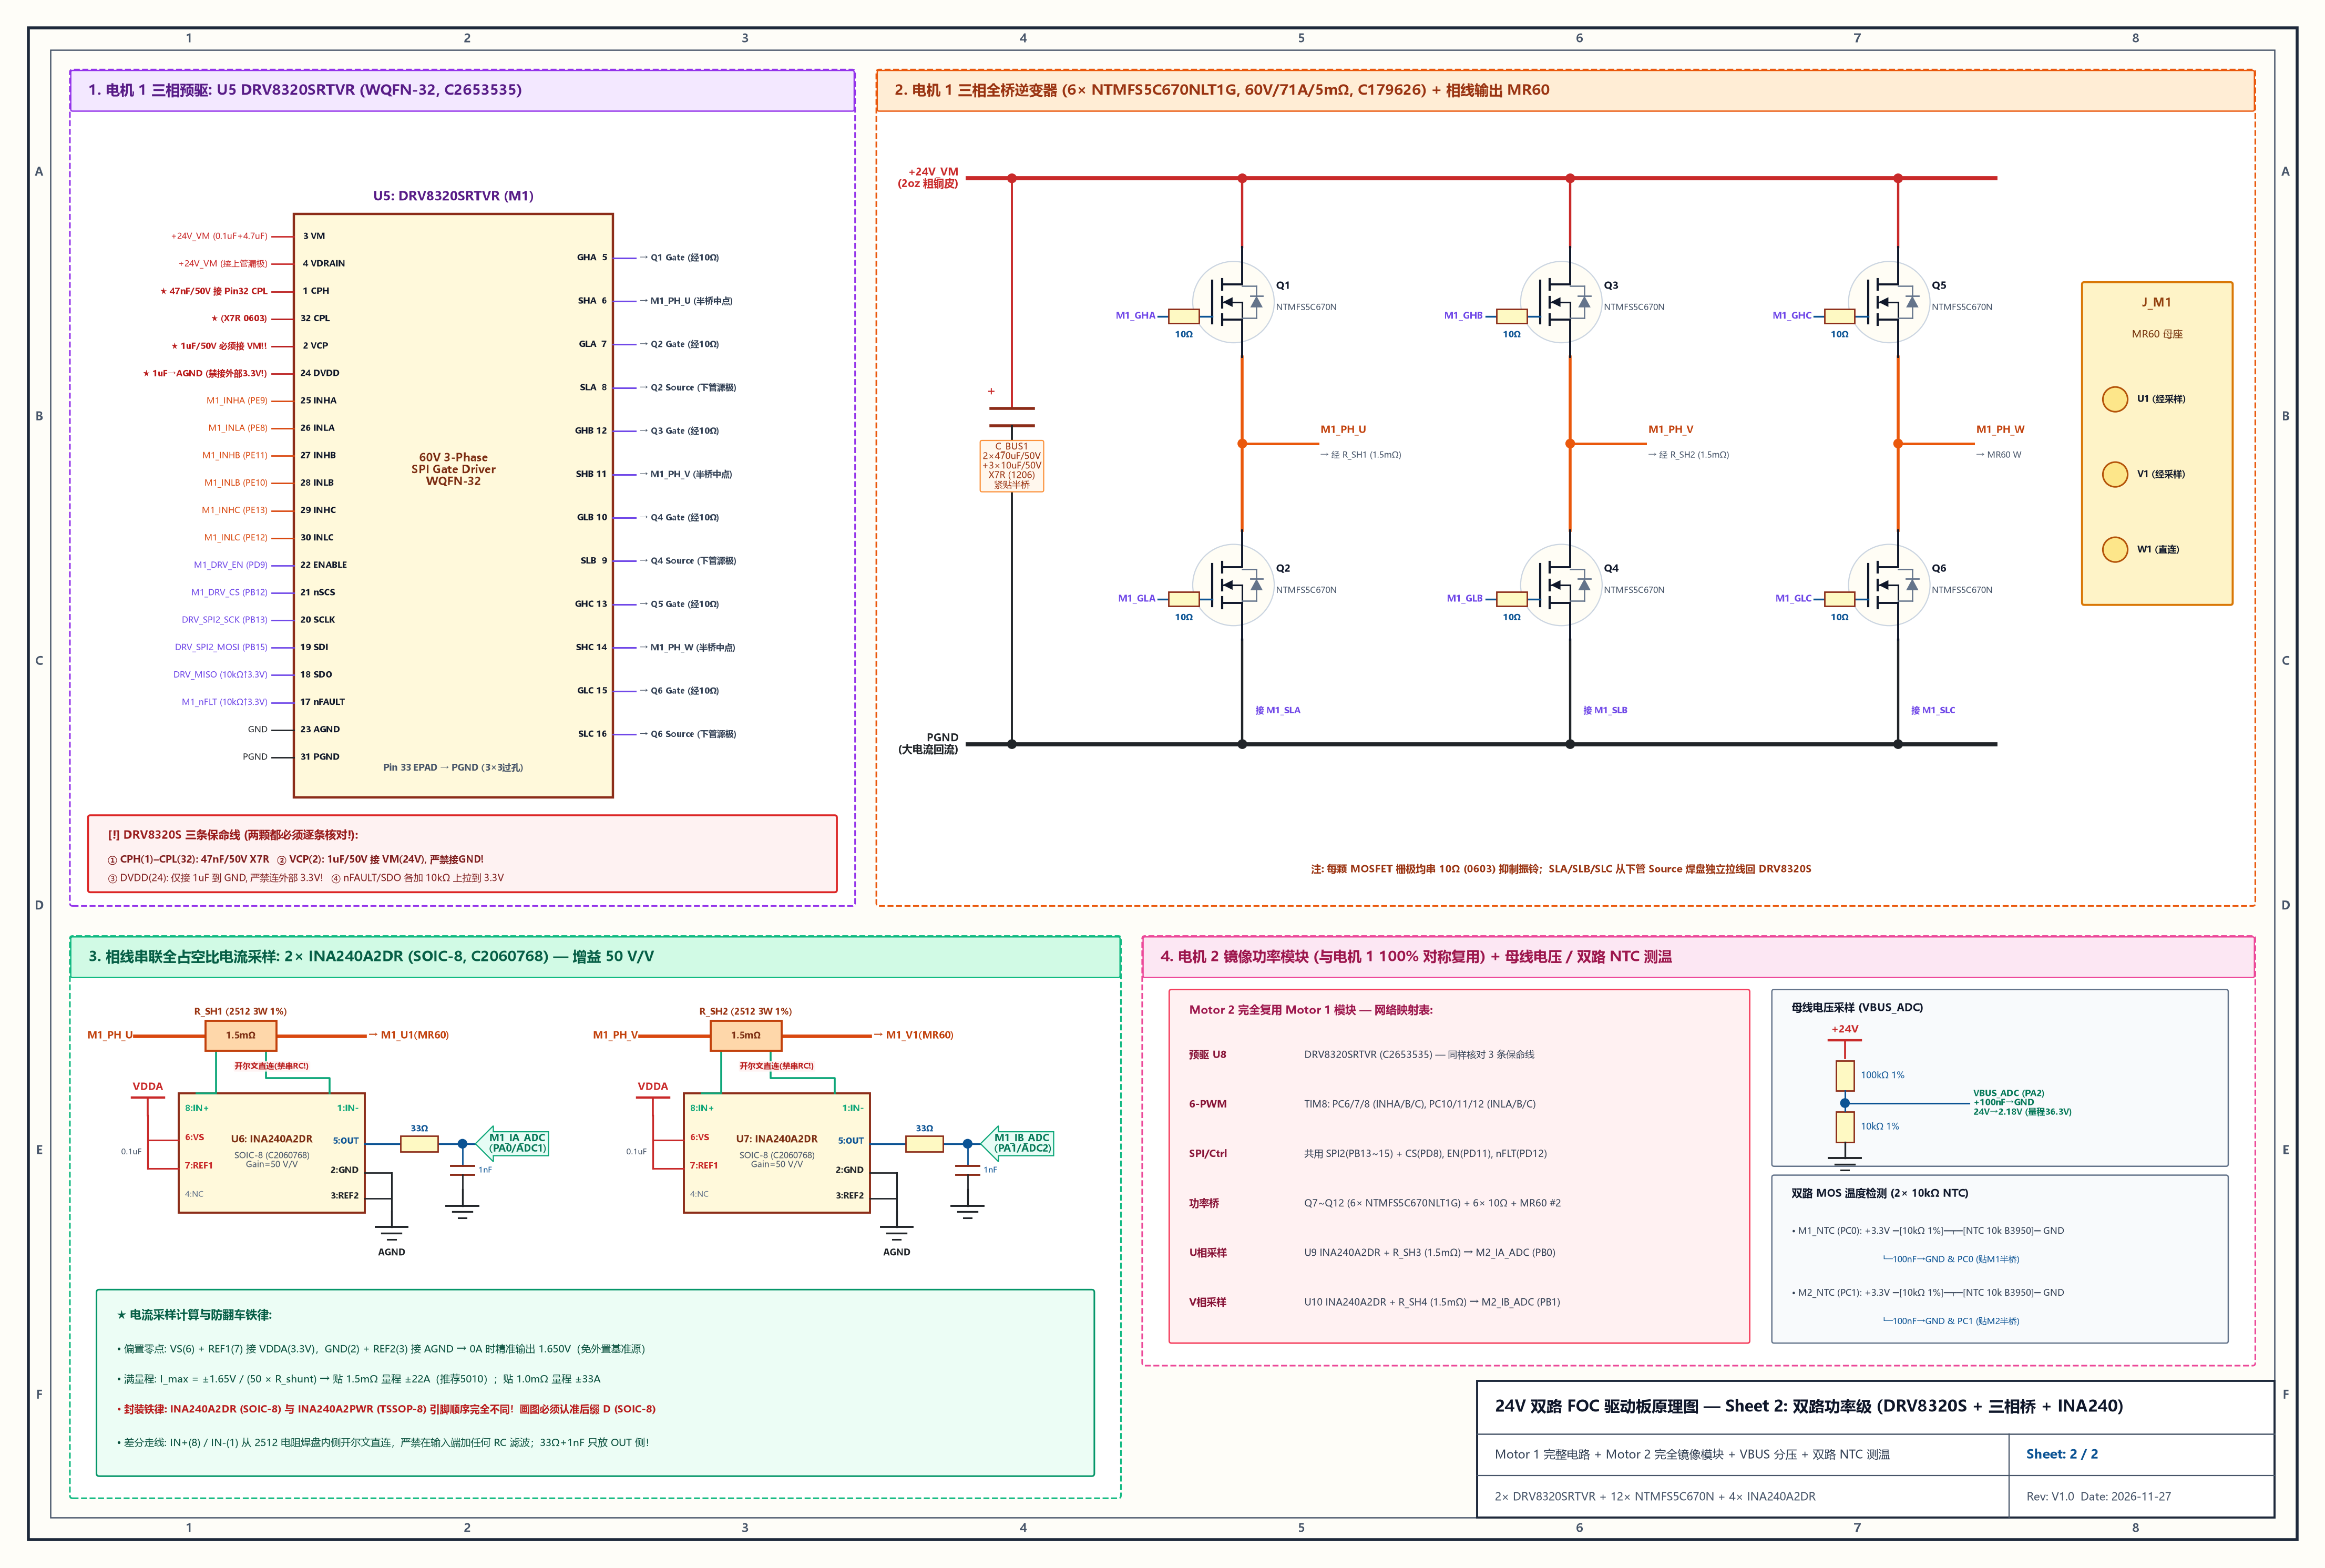 1 2 3 4 5 6 7 8
A
B
C
D
E
F
A
B
C
D
E
F
1. 电机 1 三相预驱: U5 DRV8320SRTVR (WQFN-32, C2653535)
U5: DRV8320SRTVR (M1)
+24V_VM (0.1uF+4.7uF) 3 VM
+24V_VM (接上管漏极) 4 VDRAIN
★ 47nF/50V 接 Pin32 CPL 1 CPH
★ (X7R 0603) 32 CPL
★ 1uF/50V 必须接 VM!! 2 VCP
★ 1uF→AGND (禁接外部3.3V!) 24 DVDD
M1_INHA (PE9) 25 INHA
M1_INLA (PE8) 26 INLA
M1_INHB (PE11) 27 INHB
M1_INLB (PE10) 28 INLB
M1_INHC (PE13) 29 INHC
M1_INLC (PE12) 30 INLC
M1_DRV_EN (PD9) 22 ENABLE
M1_DRV_CS (PB12) 21 nSCS
DRV_SPI2_SCK (PB13) 20 SCLK
DRV_SPI2_MOSI (PB15) 19 SDI
DRV_MISO (10kΩ↑3.3V) 18 SDO
M1_nFLT (10kΩ↑3.3V) 17 nFAULT
GND 23 AGND
PGND 31 PGND
60V 3-Phase
SPI Gate Driver
WQFN-32
Pin 33 EPAD → PGND (3×3过孔)
GHA 5 → Q1 Gate (经10Ω)
SHA 6 → M1_PH_U (半桥中点)
GLA 7 → Q2 Gate (经10Ω)
SLA 8 → Q2 Source (下管源极)
GHB 12 → Q3 Gate (经10Ω)
SHB 11 → M1_PH_V (半桥中点)
GLB 10 → Q4 Gate (经10Ω)
SLB 9 → Q4 Source (下管源极)
GHC 13 → Q5 Gate (经10Ω)
SHC 14 → M1_PH_W (半桥中点)
GLC 15 → Q6 Gate (经10Ω)
SLC 16 → Q6 Source (下管源极)
[!] DRV8320S 三条保命线 (两颗都必须逐条核对!):
① CPH(1)–CPL(32): 47nF/50V X7R ② VCP(2): 1uF/50V 接 VM(24V), 严禁接GND!
③ DVDD(24): 仅接 1uF 到 GND, 严禁连外部 3.3V! ④ nFAULT/SDO 各加 10kΩ 上拉到 3.3V
2. 电机 1 三相全桥逆变器 (6× NTMFS5C670NLT1G, 60V/71A/5mΩ, C179626) + 相线输出 MR60
+24V_VM
(2oz 粗铜皮)
+
C_BUS1
2×470uF/50V
+3×10uF/50V
X7R (1206)
紧贴半桥
M1_GHA
10Ω
Q1
NTMFS5C670N
M1_GHB
10Ω
Q3
NTMFS5C670N
M1_GHC
10Ω
Q5
NTMFS5C670N
M1_PH_U
→ 经 R_SH1 (1.5mΩ)
M1_PH_V
→ 经 R_SH2 (1.5mΩ)
M1_PH_W
→ MR60 W
M1_GLA
10Ω
Q2
NTMFS5C670N
M1_GLB
10Ω
Q4
NTMFS5C670N
M1_GLC
10Ω
Q6
NTMFS5C670N
接 M1_SLA
接 M1_SLB
接 M1_SLC
PGND
(大电流回流)
J_M1
MR60 母座
U1 (经采样)
V1 (经采样)
W1 (直连)
注: 每颗 MOSFET 栅极均串 10Ω (0603) 抑制振铃；SLA/SLB/SLC 从下管 Source 焊盘独立拉线回 DRV8320S
3. 相线串联全占空比电流采样: 2× INA240A2DR (SOIC-8, C2060768) — 增益 50 V/V
R_SH1 (2512 3W 1%)
M1_PH_U 1.5mΩ → M1_U1(MR60)
开尔文直连(禁串RC!)
VDDA
0.1uF
8:IN+ 1:IN-
6:VS
7:REF1
4:NC
U6: INA240A2DR
SOIC-8 (C2060768)
Gain=50 V/V
5:OUT
2:GND
3:REF2
33Ω
1nF
M1_IA_ADC
(PA0/ADC1)
AGND
R_SH2 (2512 3W 1%)
M1_PH_V 1.5mΩ → M1_V1(MR60)
开尔文直连(禁串RC!)
VDDA
0.1uF
8:IN+ 1:IN-
6:VS
7:REF1
4:NC
U7: INA240A2DR
SOIC-8 (C2060768)
Gain=50 V/V
5:OUT
2:GND
3:REF2
33Ω
1nF
M1_IB_ADC
(PA1/ADC2)
AGND
★ 电流采样计算与防翻车铁律:
• 偏置零点: VS(6) + REF1(7) 接 VDDA(3.3V)，GND(2) + REF2(3) 接 AGND → 0A 时精准输出 1.650V（免外置基准源）
• 满量程: I_max = ±1.65V / (50 × R_shunt) → 贴 1.5mΩ 量程 ±22A（推荐5010）；贴 1.0mΩ 量程 ±33A
• 封装铁律: INA240A2DR (SOIC-8) 与 INA240A2PWR (TSSOP-8) 引脚顺序完全不同！画图必须认准后缀 D (SOIC-8)
• 差分走线: IN+(8) / IN-(1) 从 2512 电阻焊盘内侧开尔文直连，严禁在输入端加任何 RC 滤波；33Ω+1nF 只放 OUT 侧！
4. 电机 2 镜像功率模块 (与电机 1 100% 对称复用) + 母线电压 / 双路 NTC 测温
Motor 2 完全复用 Motor 1 模块 — 网络映射表:
预驱 U8 DRV8320SRTVR (C2653535) — 同样核对 3 条保命线
6-PWM TIM8: PC6/7/8 (INHA/B/C), PC10/11/12 (INLA/B/C)
SPI/Ctrl 共用 SPI2(PB13~15) + CS(PD8), EN(PD11), nFLT(PD12)
功率桥 Q7~Q12 (6× NTMFS5C670NLT1G) + 6× 10Ω + MR60 #2
U相采样 U9 INA240A2DR + R_SH3 (1.5mΩ) → M2_IA_ADC (PB0)
V相采样 U10 INA240A2DR + R_SH4 (1.5mΩ) → M2_IB_ADC (PB1)
母线电压采样 (VBUS_ADC)
+24V
100kΩ 1%
VBUS_ADC (PA2)
+100nF→GND
24V→2.18V (量程36.3V)
10kΩ 1%
双路 MOS 温度检测 (2× 10kΩ NTC)
• M1_NTC (PC0): +3.3V ─[10kΩ 1%]─┬─[NTC 10k B3950]─ GND
└─100nF→GND & PC0 (贴M1半桥)
• M2_NTC (PC1): +3.3V ─[10kΩ 1%]─┬─[NTC 10k B3950]─ GND
└─100nF→GND & PC1 (贴M2半桥)
24V 双路 FOC 驱动板原理图 — Sheet 2: 双路功率级 (DRV8320S + 三相桥 + INA240)
Motor 1 完整电路 + Motor 2 完全镜像模块 + VBUS 分压 + 双路 NTC 测温
Sheet: 2 / 2
2× DRV8320SRTVR + 12× NTMFS5C670N + 4× INA240A2DR
Rev: V1.0 Date: 2026-11-27
1 2 3 4 5 6 7 8